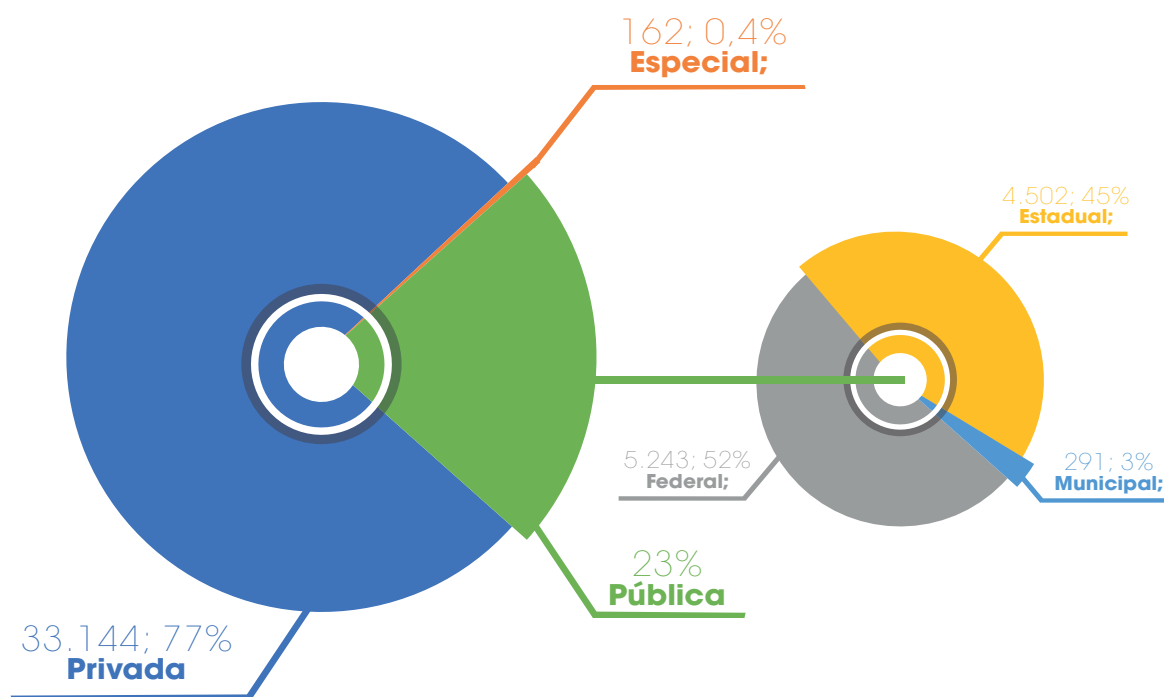 162; 0,4%
Especial;
4.502; 45%
Estadual;
5.243; 52%
Federal;
291; 3%
Municipal;
23%
Pública
33.144; 77%
Privada